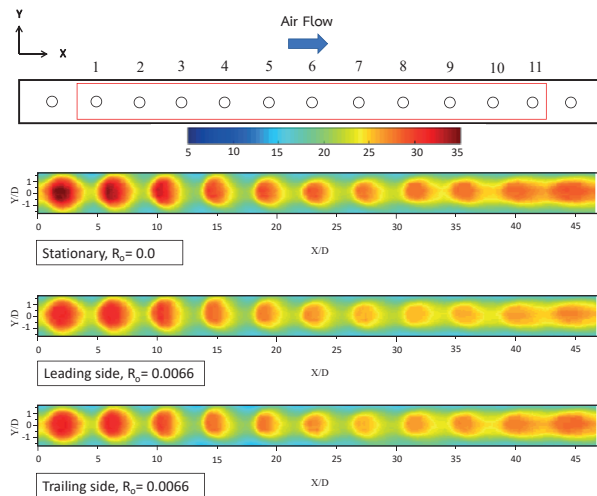 Y
Air Flow
X
1 2 3 4 5 6 7 8 9 10 11
5 10 15 20 25 30 35
Y/D
1
0
-1
0 5 10 15 20 25 30 35 40 45
Stationary, Ro= 0.0
X/D
Y/D
1
0
-1
0 5 10 15 20 25 30 35 40 45
Leading side, Ro= 0.0066
X/D
Y/D
1
0
-1
0 5 10 15 20 25 30 35 40 45
Trailing side, Ro= 0.0066
X/D